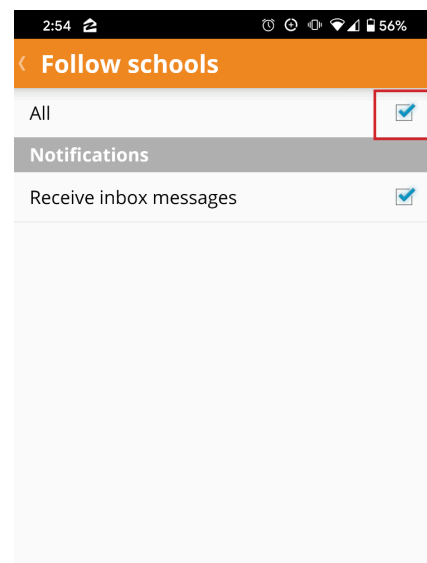 2:54 56%
Follow schools
All
Notifications
Receive inbox messages